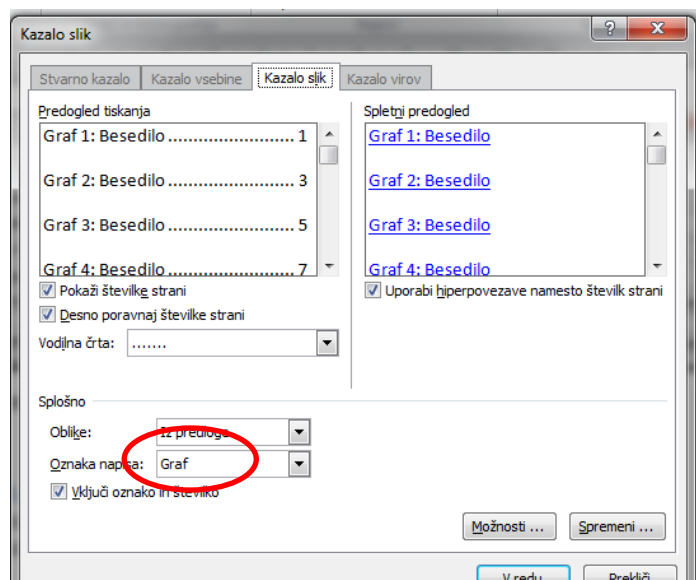 Kazalo slik
Stvarno kazalo Kazalo vsebine Kazalo slik Kazalo virov
Predogled tiskanja
Graf 1: Besedilo ........................ 1
Graf 2: Besedilo ........................ 3
Graf 3: Besedilo ........................ 5
Graf 4: Besedilo ........................ 7
Pokaži številke strani
Desno poravnaj številke strani
Vodilna črta: .......
Spletni predogled
Graf 1: Besedilo
Graf 2: Besedilo
Graf 3: Besedilo
Graf 4: Besedilo
Uporabi hiperpovezave namesto številk strani
Splošno
Oblike: Iz predloge
Oznaka napisa: Graf
Vključi oznako in številko
Možnosti ... Spremeni ...
V redu Prekliči